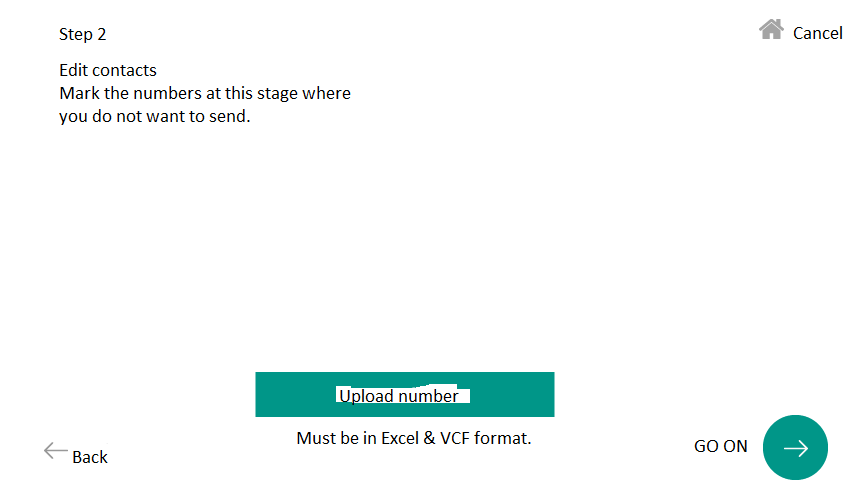 Step 2
Cancel
Edit contacts
Mark the numbers at this stage where
you do not want to send.
Upload number
Must be in Excel & VCF format.
Back
GO ON